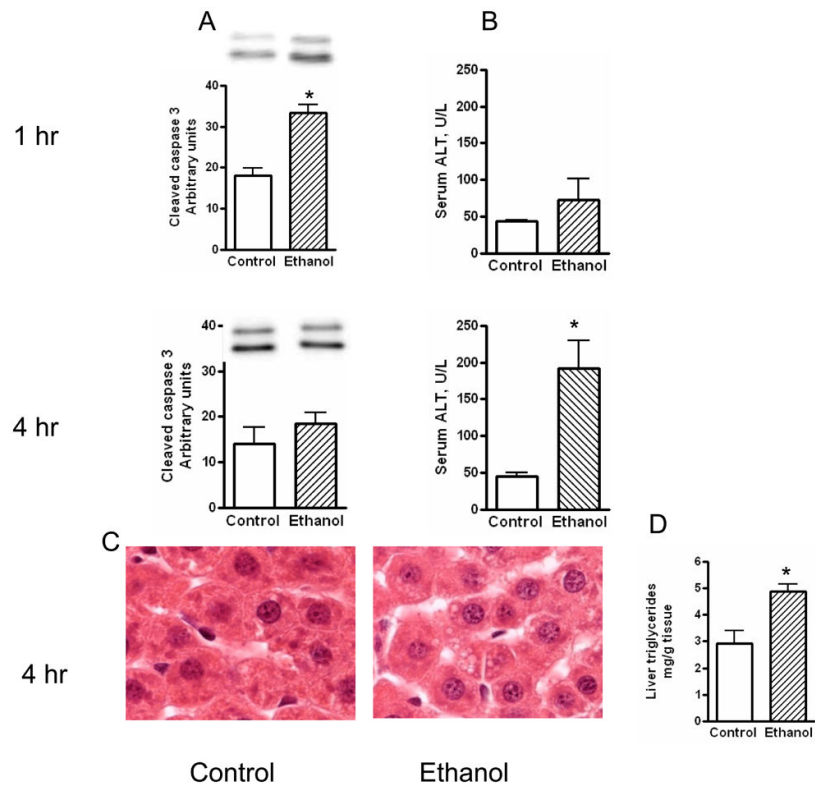 A
B
1 hr
Cleaved caspase 3
Arbitrary units
40
30
20
10
0
*
Control Ethanol
Serum ALT, U/L
250
200
150
100
50
0
Control Ethanol
4 hr
Cleaved caspase 3
Arbitrary units
40
30
20
10
0
Control Ethanol
Serum ALT, U/L
250
200
150
100
50
0
*
Control Ethanol
C
D
4 hr
Liver triglycerides
mg/g tissue
6
5
4
3
2
1
0
*
Control Ethanol
Control
Ethanol